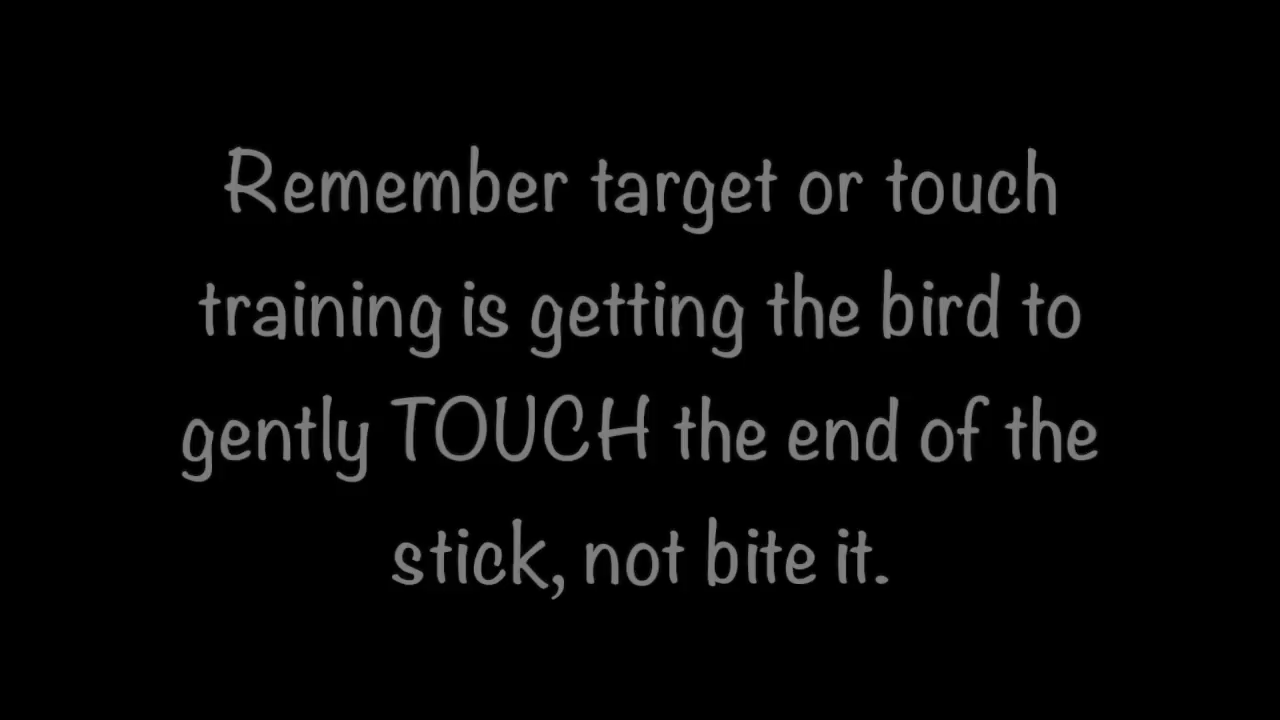 Remember target or touch
training is getting the bird to
gently TOUCH the end of the
stick, not bite it.